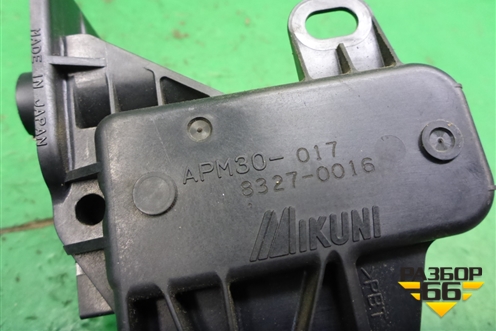 MADE IN JAPAN
APM30- 017
8327-0016
MIKUNI
>PBT
РАЗБОР
66